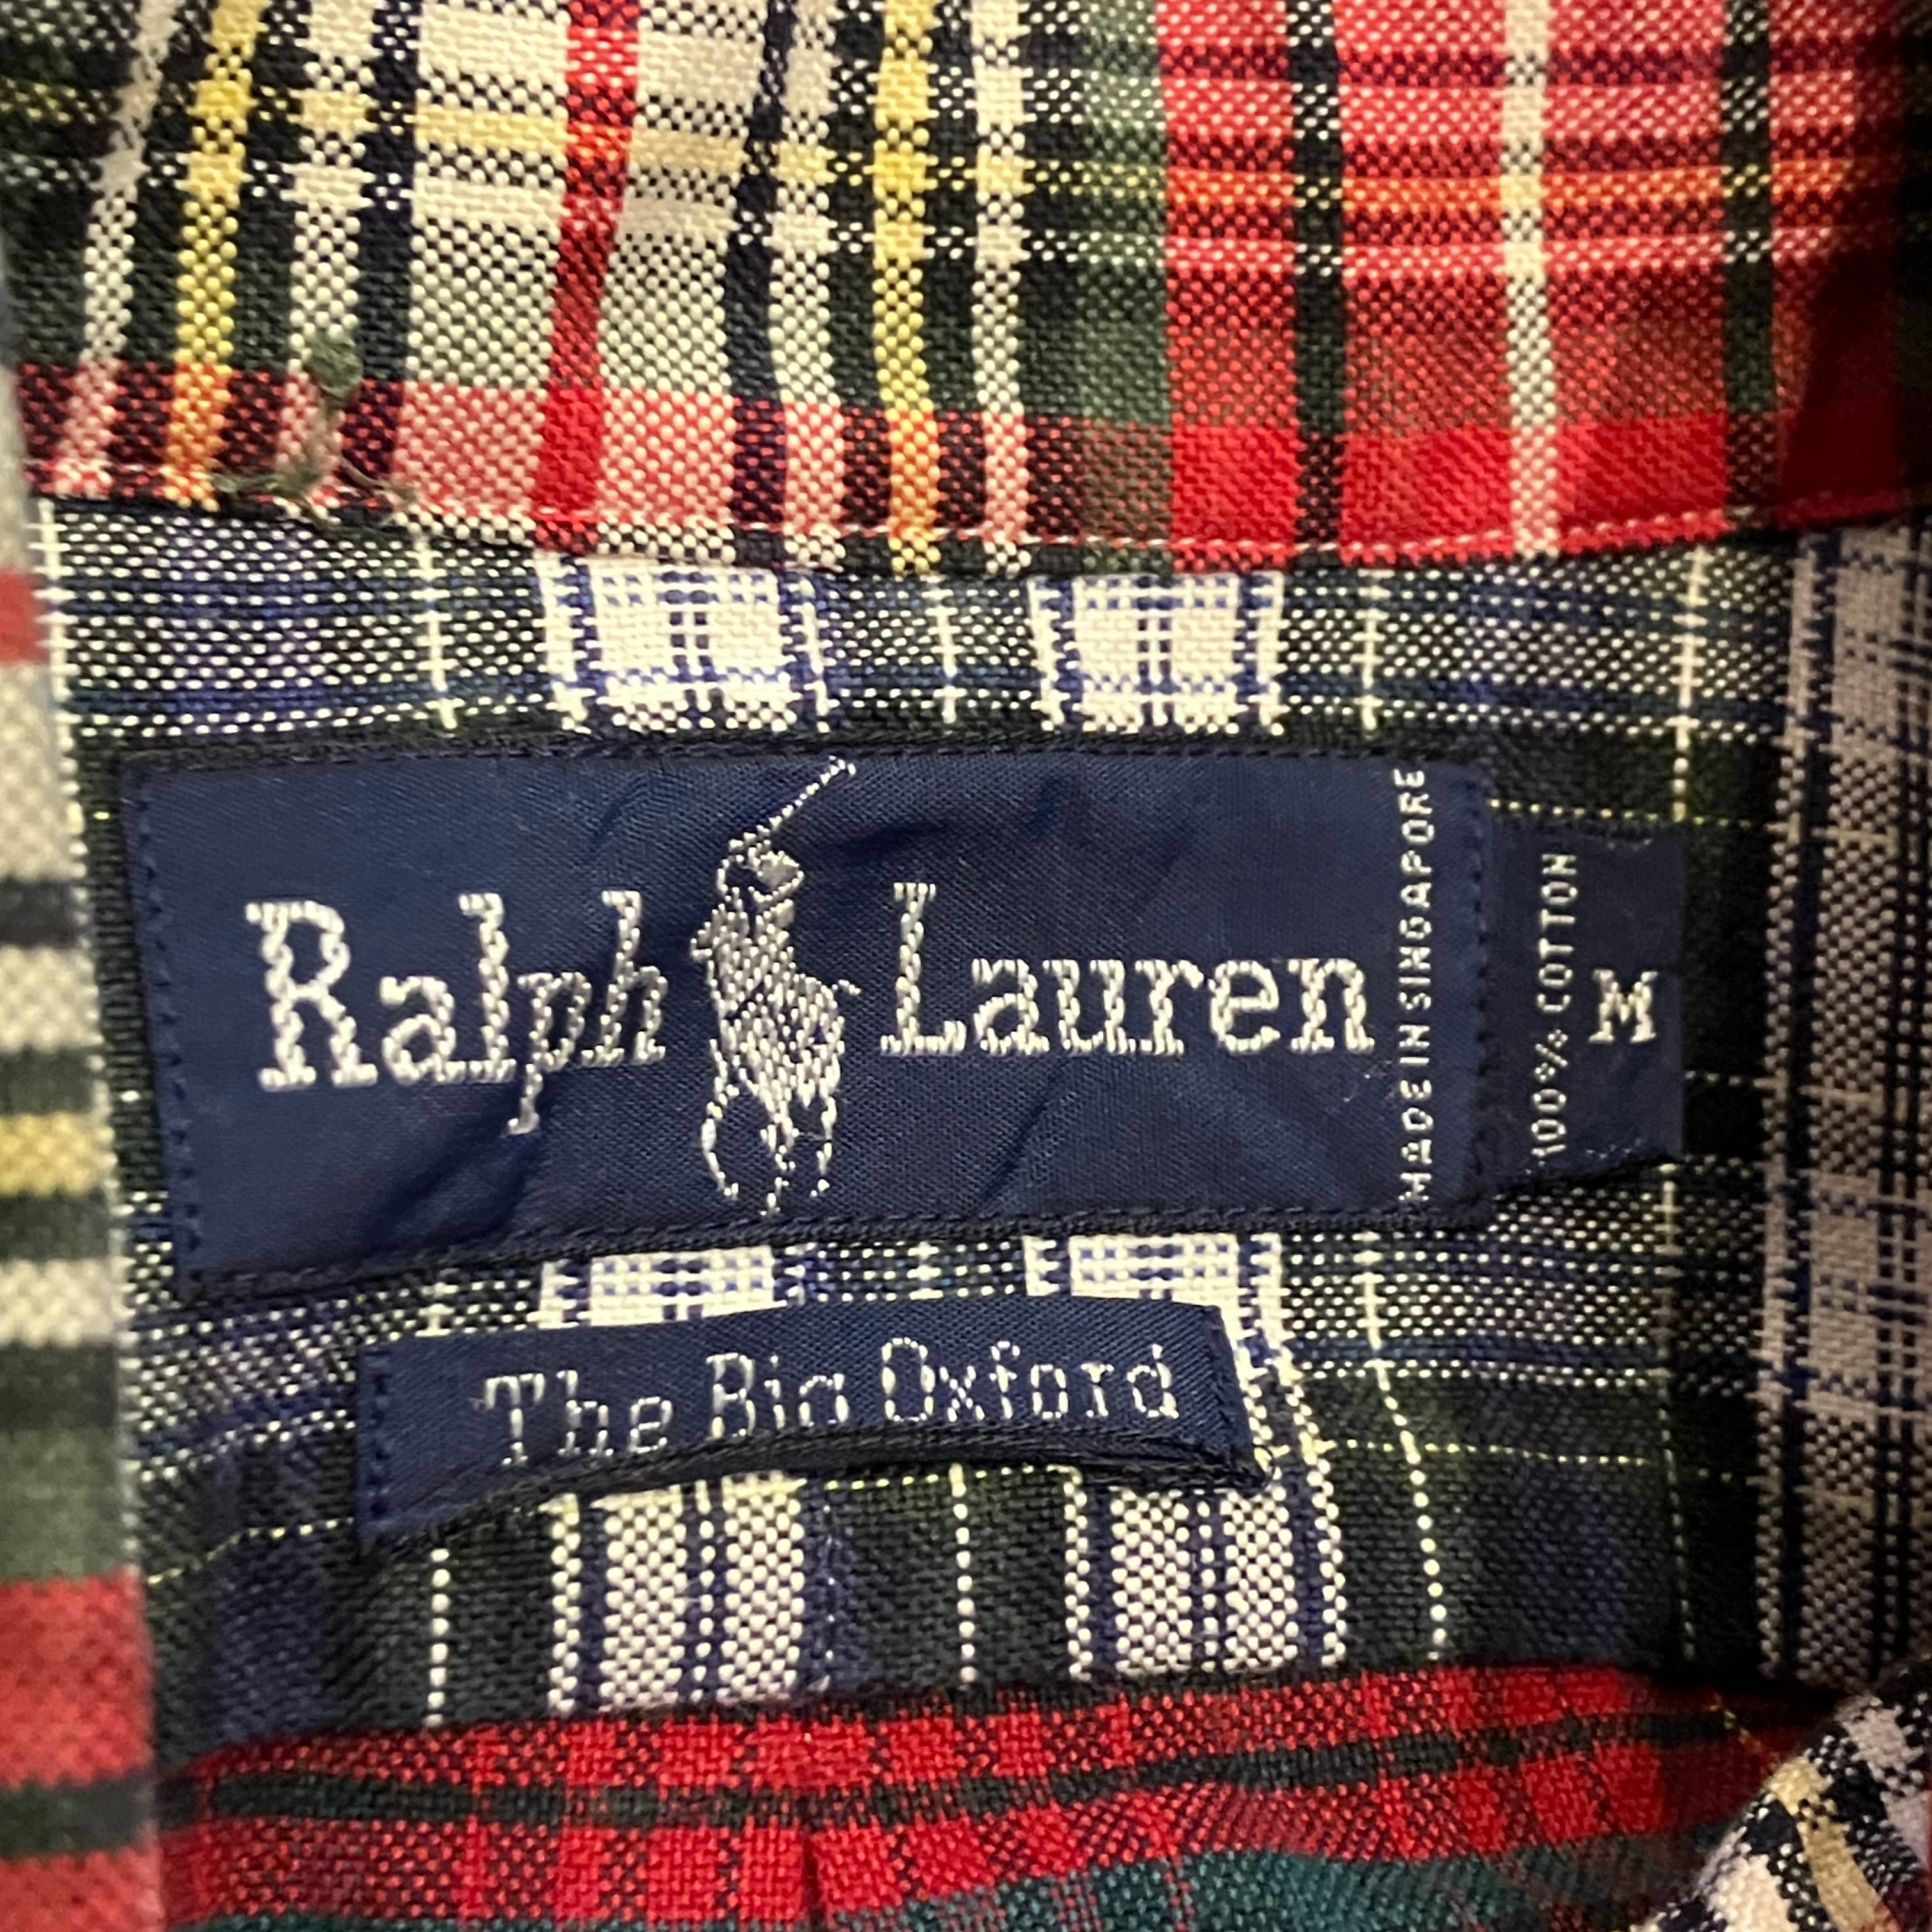 Ralph Lauren
MADE IN SINGAPORE
100% COTTON
M
The Big Oxford